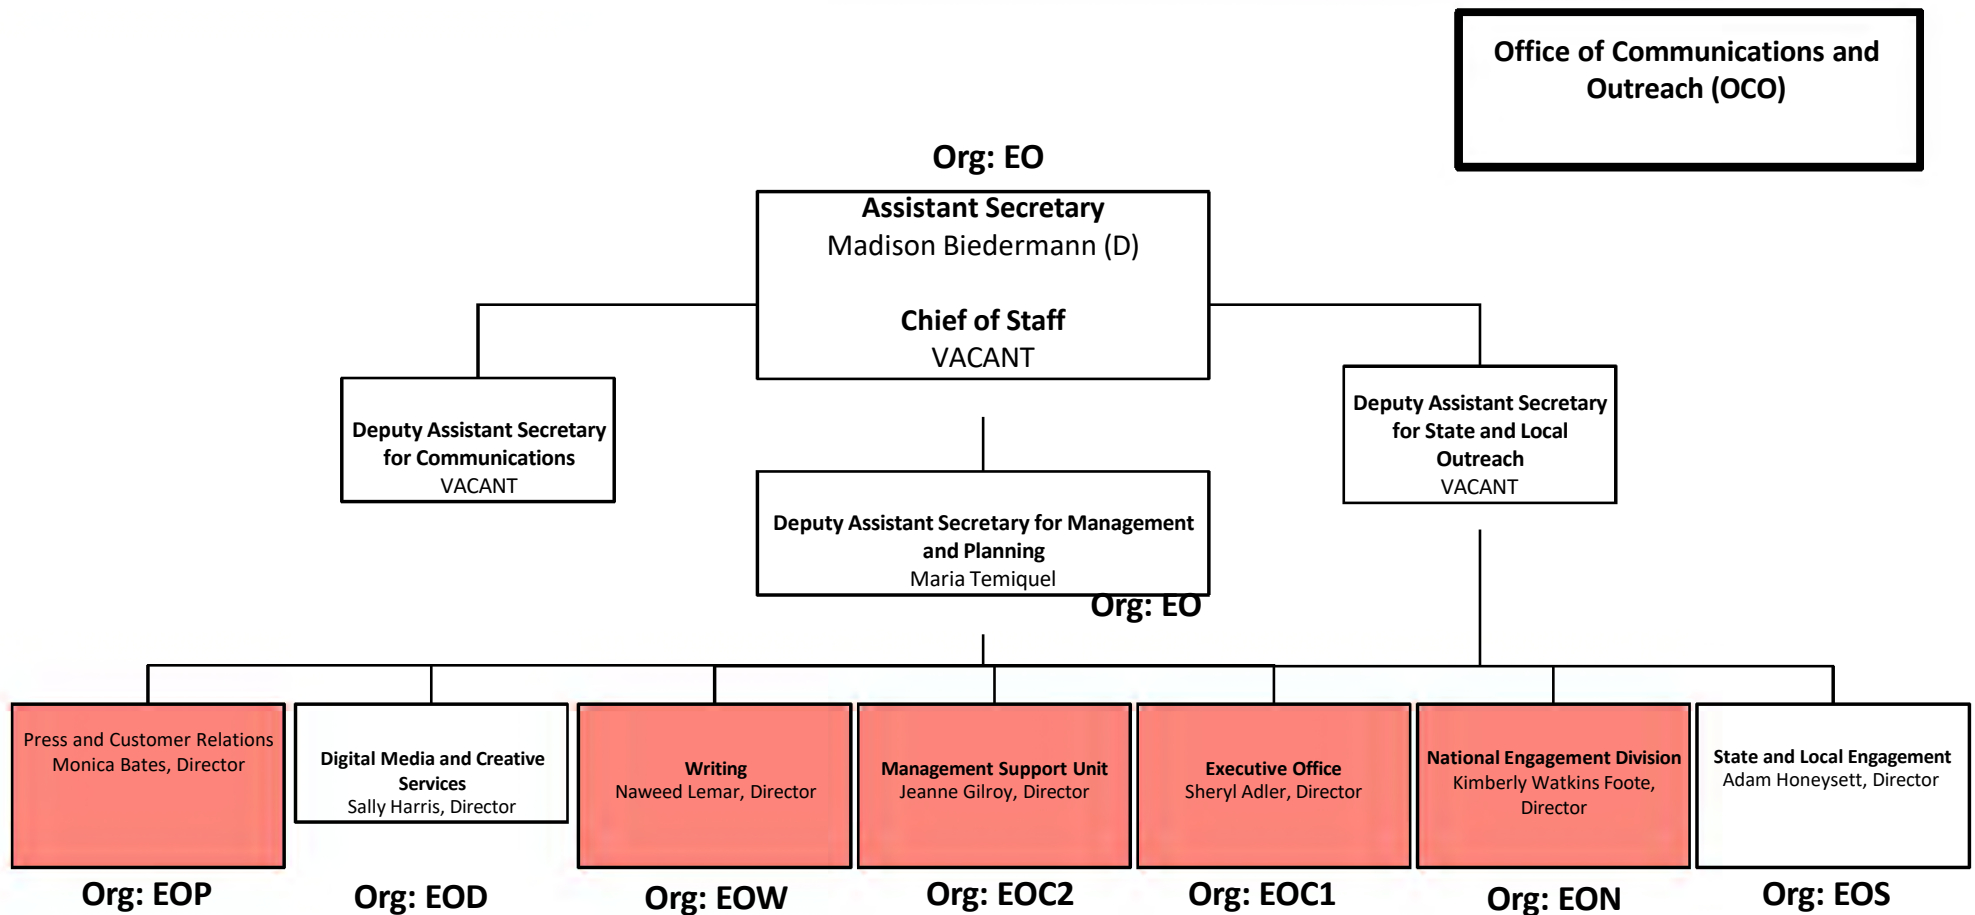 Office of Communications and
Outreach (OCO)
Org: EO
Assistant Secretary
Madison Biedermann (D)
Chief of Staff
VACANT
Deputy Assistant Secretary
for Communications
VACANT
Deputy Assistant Secretary for Management
and Planning
Maria Temiquel
Org: EO
Deputy Assistant Secretary
for State and Local
Outreach
VACANT
Press and Customer Relations
Monica Bates, Director
Org: EOP
Digital Media and Creative
Services
Sally Harris, Director
Org: EOD
Writing
Naweed Lemar, Director
Org: EOW
Management Support Unit
Jeanne Gilroy, Director
Org: EOC2
Executive Office
Sheryl Adler, Director
Org: EOC1
National Engagement Division
Kimberly Watkins Foote,
Director
Org: EON
State and Local Engagement
Adam Honeysett, Director
Org: EOS